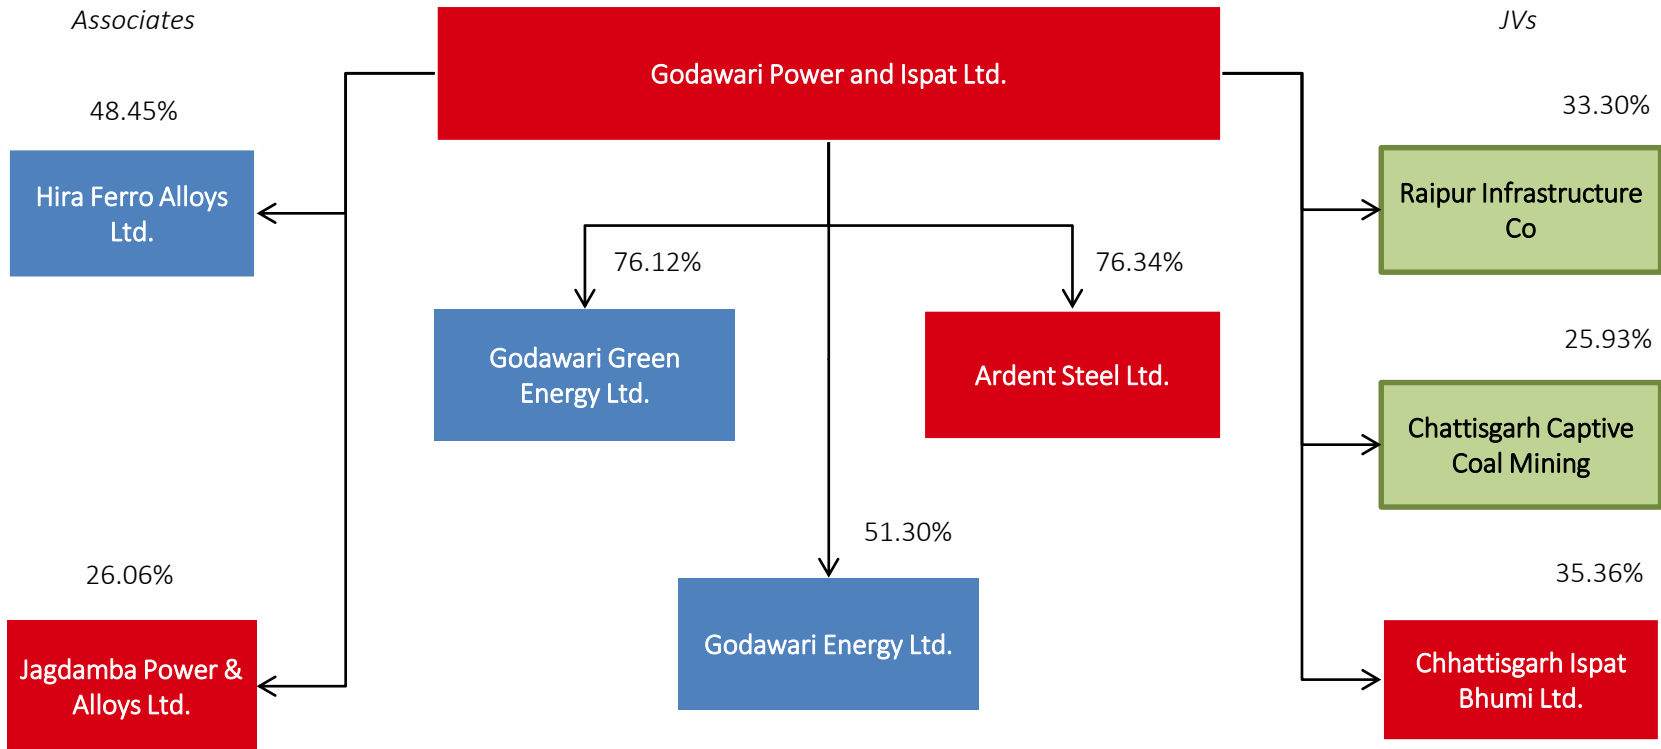 Associates
Godawari Power and Ispat Ltd.
JVs
48.45%
Hira Ferro Alloys
Ltd.
26.06%
Jagdamba Power &
Alloys Ltd.
76.12%
Godawari Green
Energy Ltd.
76.34%
Ardent Steel Ltd.
51.30%
Godawari Energy Ltd.
33.30%
Raipur Infrastructure
Co
25.93%
Chattisgarh Captive
Coal Mining
35.36%
Chhattisgarh Ispat
Bhumi Ltd.